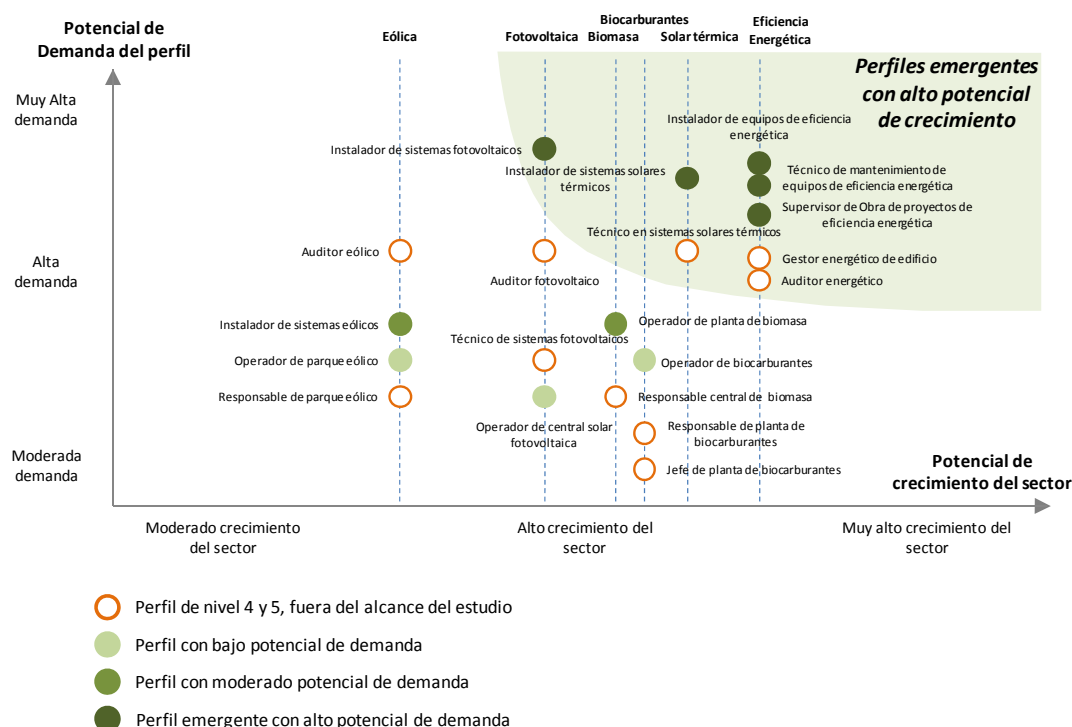 Potencial de
Demanda del perfil
Eólica
Fotovoltaica
Biocarburantes
Biomasa
Solar térmica
Eficiencia
Energética
Perfiles emergentes
con alto potencial
de crecimiento
Muy Alta
demanda
Instalador de equipos de eficiencia
energética
Instalador de sistemas fotovoltaicos
Instalador de sistemas solares
térmicos
Técnico de mantenimiento de
equipos de eficiencia energética
Supervisor de Obra de proyectos de
eficiencia energética
Técnico en sistemas solares térmicos
Alta
demanda
Auditor eólico
Auditor fotovoltaico
Gestor energético de edificio
Auditor energético
Instalador de sistemas eólicos
Operador de planta de biomasa
Técnico de sistemas fotovoltaicos
Operador de parque eólico
Operador de biocarburantes
Responsable de parque eólico
Responsable central de biomasa
Operador de central solar
fotovoltaica
Responsable de planta de
biocarburantes
Jefe de planta de biocarburantes
Moderada
demanda
Potencial de
crecimiento del sector
Moderado crecimiento
del sector
Alto crecimiento del
sector
Muy alto crecimiento del
sector
Perfil de nivel 4 y 5, fuera del alcance del estudio
Perfil con bajo potencial de demanda
Perfil con moderado potencial de demanda
Perfil emergente con alto potencial de demanda